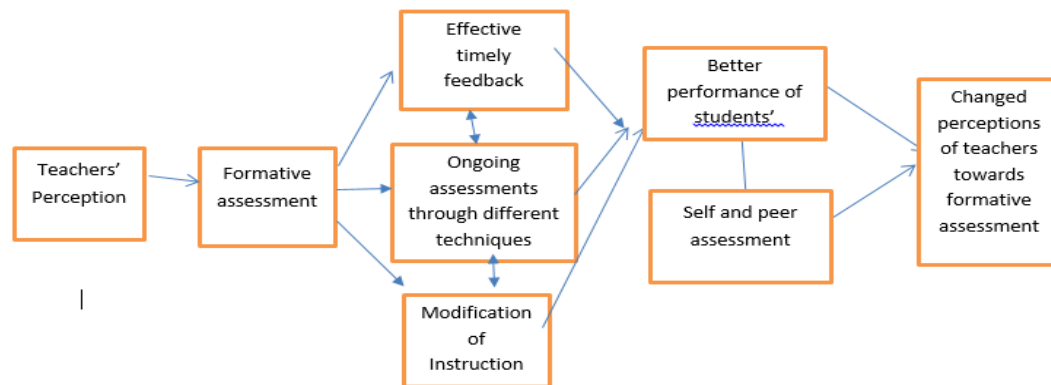 Teachers'
Perception
Formative
assessment
Effective
timely
feedback
Ongoing
assessments
through different
techniques
Modification
of
Instruction
Better
performance of
students'
Self and peer
assessment
Changed
perceptions
of teachers
towards
formative
assessment